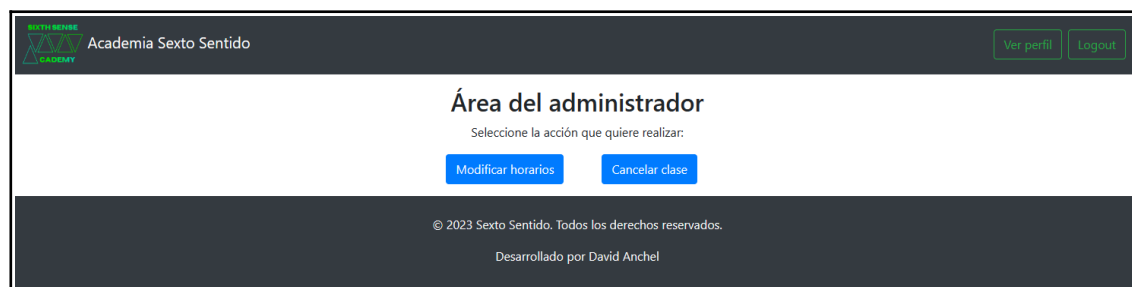 SIXTH SENSE
CADEMY
Academia Sexto Sentido
Ver perfil
Logout
Área del administrador
Seleccione la acción que quiere realizar:
Modificar horarios
Cancelar clase
© 2023 Sexto Sentido. Todos los derechos reservados.
Desarrollado por David Anchel